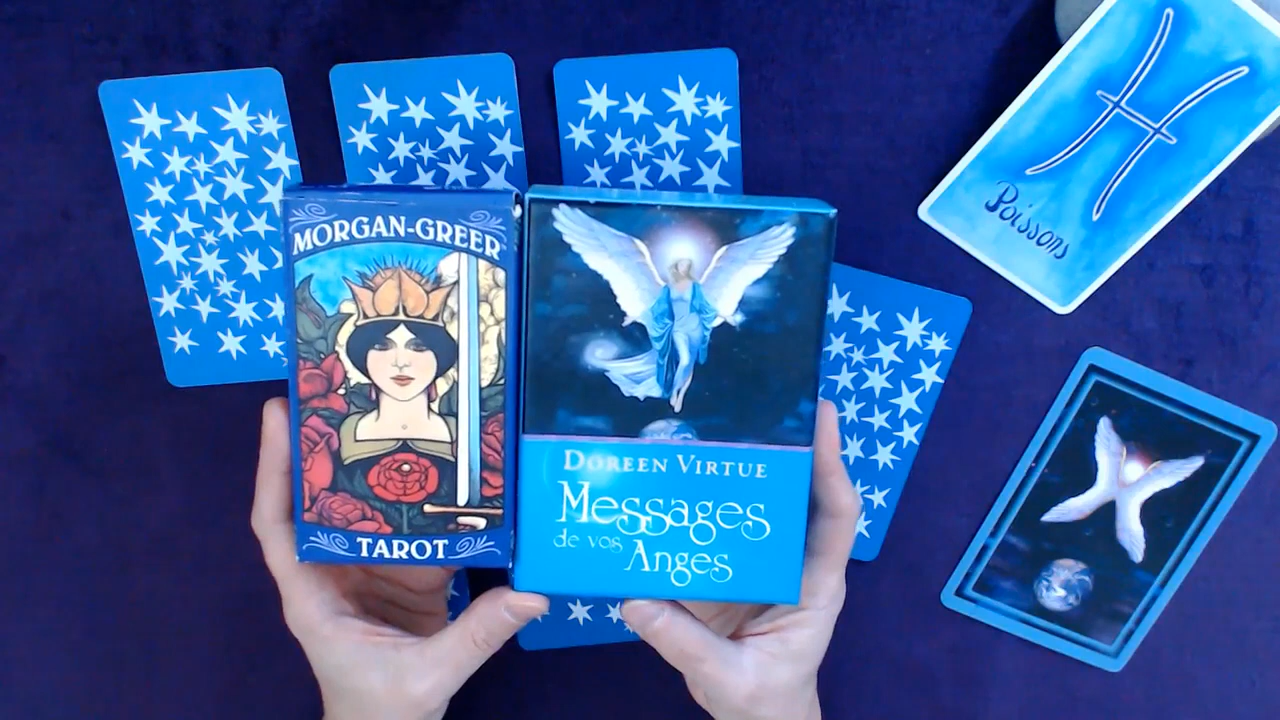 MORGAN-GREER
TAROT
DOREEN VIRTUE
Messages
de vos Anges
Poissons